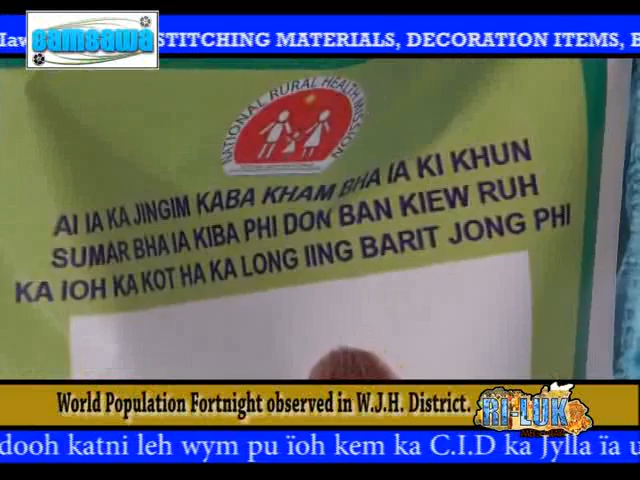 STITCHING MATERIALS, DECORATION ITEMS,
samsawa
NATIONAL RURAL HEALTH MISSION
AI IA KA JINGIM KABA KHAM BHA IA KI KHUN
SUMAR BHA IA KIBA PHI DON BAN KIEW RUH
KA IOH KA KOT HA KA LONG IING BARIT JONG PHI
World Population Fortnight observed in W.J.H. District.
RI-LUK
dooh katni leh wym pu ïoh kem ka C.I.D ka Jylla ïa u